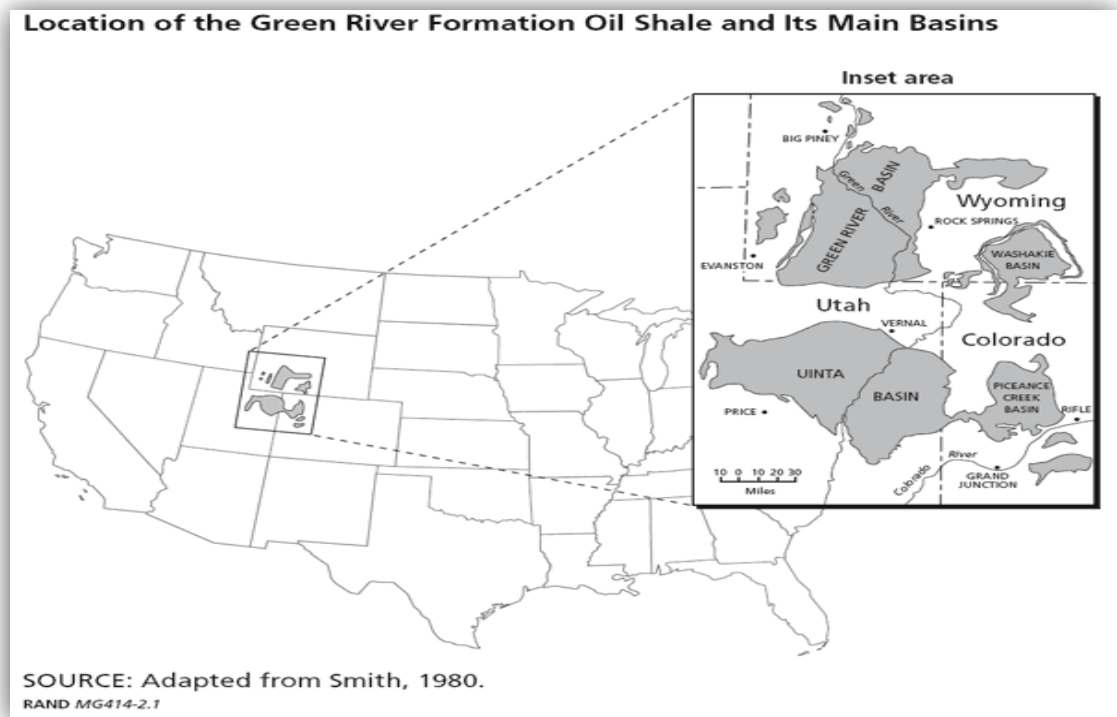 Location of the Green River Formation Oil Shale and Its Main Basins
Inset area
BIG PINEY
GREEN RIVER BASIN
Green River
Wyoming
ROCK SPRINGS
WASHAKIE
BASIN
EVANSTON
Utah
VERNAL
Colorado
UINTA
BASIN
PICEANCE
CREEK
BASIN
PRICE
RIFLE
Colorado River
GRAND
JUNCTION
10 0 10 20 30
Miles
SOURCE: Adapted from Smith, 1980.
RAND MG414-2.1